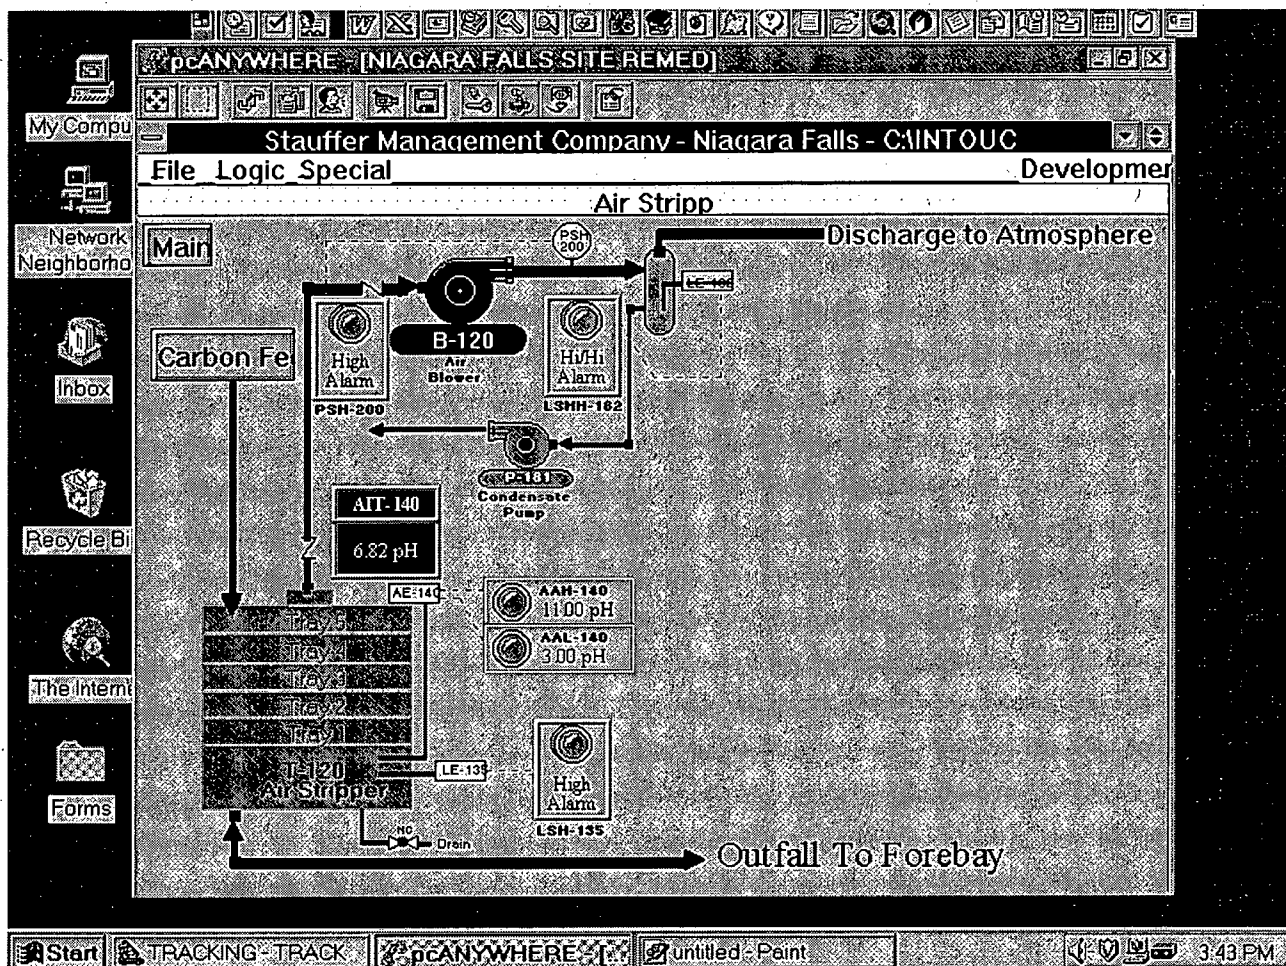 pcANYWHERE - [NIAGARA FALLS SITE REMED]
Stauffer Management Company - Niagara Falls - C:\INTOUC
File Logic Special Developmer
Air Stripp
My Compu
Network
Neighborho
Inbox
Recycle Bi
The Interne
Forms
Main
PSH
200
Discharge to Atmosphere
Carbon Fe
High
Alarm
PSH-200
B-120
Air
Blower
Hi/Hi
Alarm
LSHH-162
P-161
Condensate
Pump
AIT-140
6.82 pH
AE-140
AAH-140
11.00 pH
AAL-140
3.00 pH
Tray 5
Tray 4
Tray 3
Tray 2
Tray 1
T-120
Air Stripper
LE-135
High
Alarm
LSH-135
NC
Drain
Outfall To Forebay
Start TRACKING - TRACK pcANYWHERE - [ untitled - Paint 3:43 PM